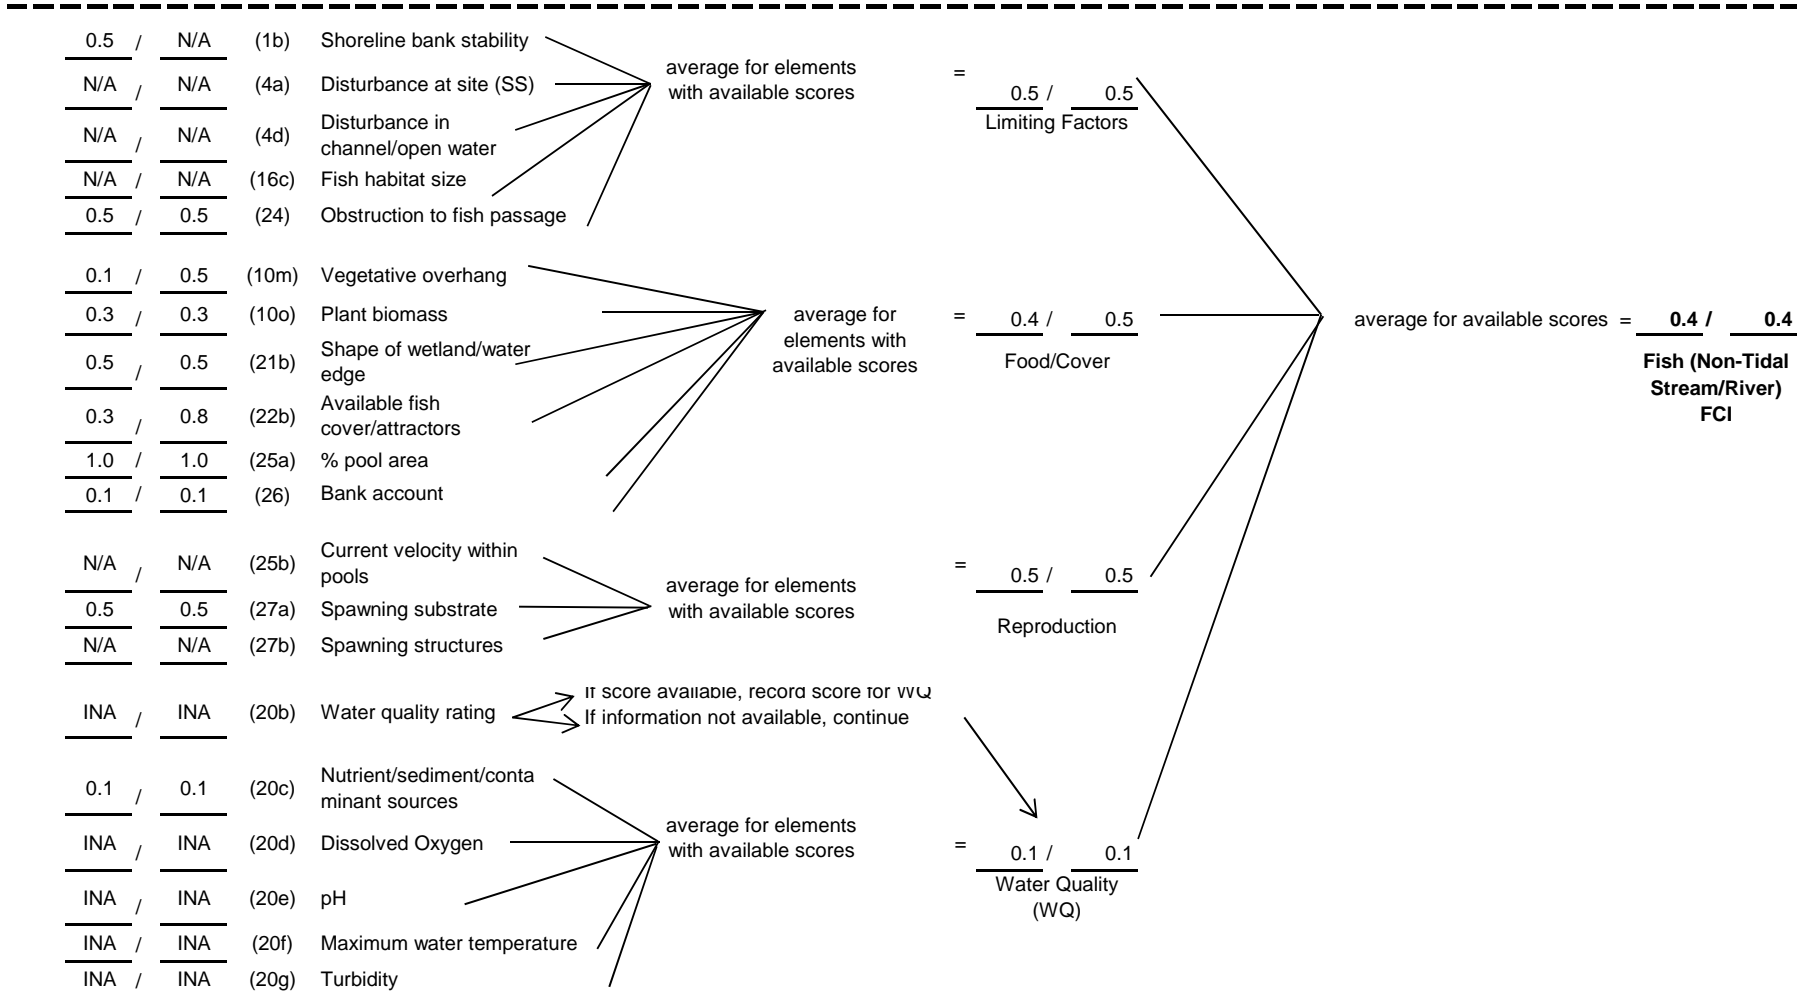 0.5 / N/A (1b) Shoreline bank stability
N/A / N/A (4a) Disturbance at site (SS)
average for elements
with available scores
=
0.5 / 0.5
Limiting Factors
N/A / N/A (4d) Disturbance in
channel/open water
N/A / N/A (16c) Fish habitat size
0.5 / 0.5 (24) Obstruction to fish passage
0.1 / 0.5 (10m) Vegetative overhang
0.3 / 0.3 (10o) Plant biomass
0.5 / 0.5 (21b) Shape of wetland/water
edge
0.3 / 0.8 (22b) Available fish
cover/attractors
1.0 / 1.0 (25a) % pool area
0.1 / 0.1 (26) Bank account
average for
elements with
available scores
=
0.4 / 0.5
Food/Cover
average for available scores = 0.4 / 0.4
Fish (Non-Tidal
Stream/River)
FCI
N/A / N/A (25b) Current velocity within
pools
0.5 / 0.5 (27a) Spawning substrate
N/A / N/A (27b) Spawning structures
average for elements
with available scores
=
0.5 / 0.5
Reproduction
INA / INA (20b) Water quality rating
If score available, record score for WQ
If information not available, continue
0.1 / 0.1 (20c) Nutrient/sediment/conta
minant sources
INA / INA (20d) Dissolved Oxygen
INA / INA (20e) pH
INA / INA (20f) Maximum water temperature
INA / INA (20g) Turbidity
average for elements
with available scores
=
0.1 / 0.1
Water Quality
(WQ)